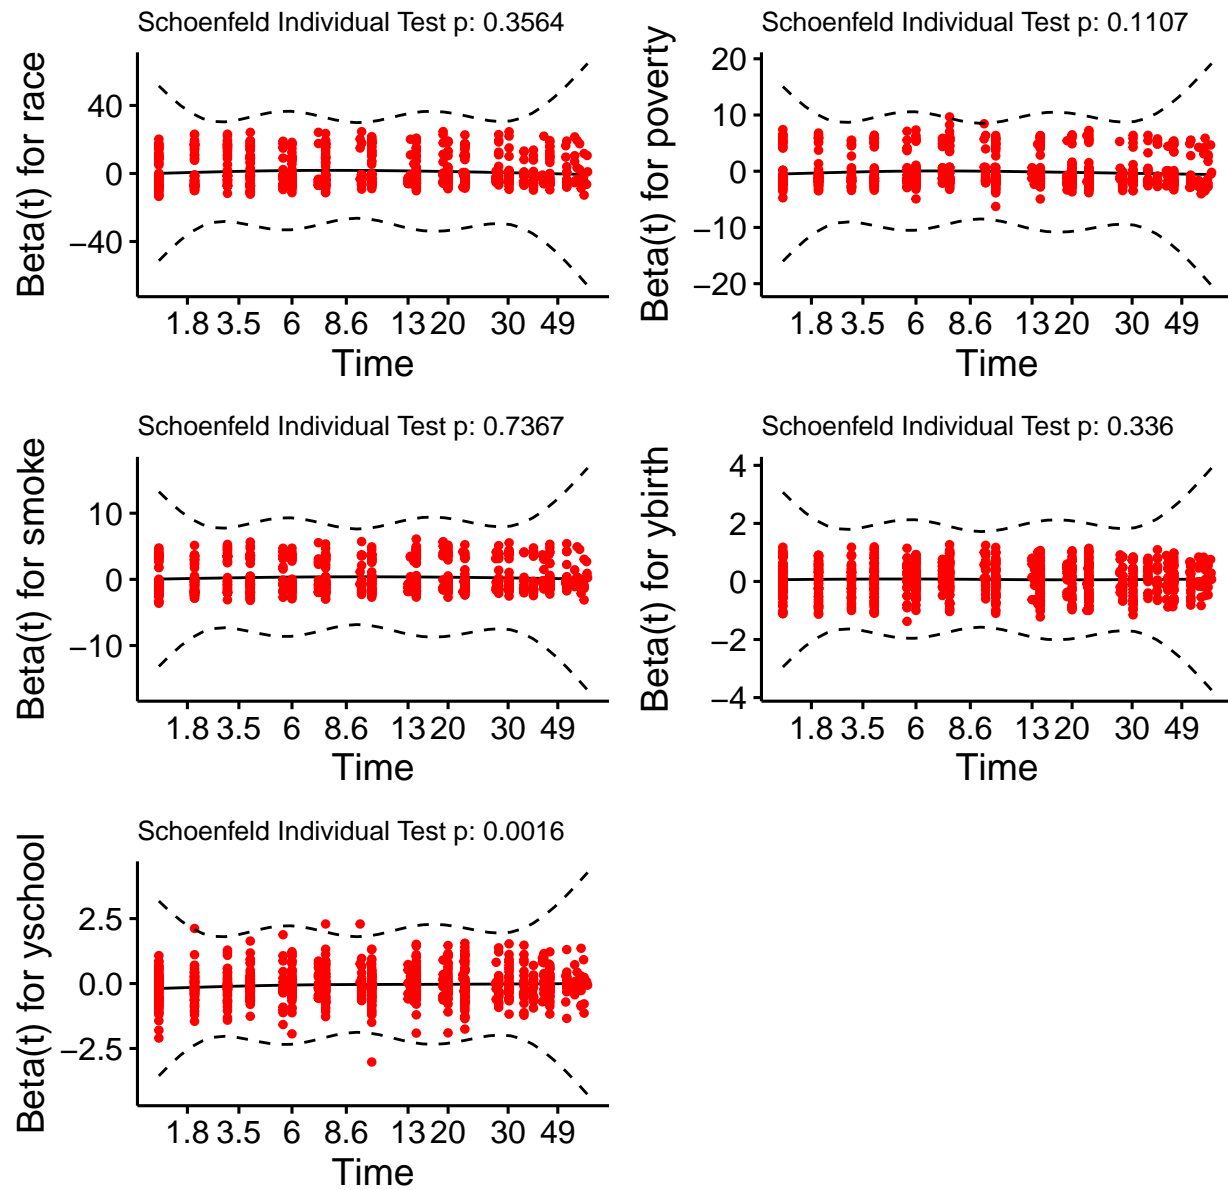 Schoenfeld Individual Test p: 0.3564
Beta(t) for race
40
0
−40
1.8 3.5 6 8.6 13 20 30 49
Time
Schoenfeld Individual Test p: 0.1107
Beta(t) for poverty
20
10
0
−10
−20
1.8 3.5 6 8.6 13 20 30 49
Time
Schoenfeld Individual Test p: 0.7367
Beta(t) for smoke
10
0
−10
1.8 3.5 6 8.6 13 20 30 49
Time
Schoenfeld Individual Test p: 0.336
Beta(t) for ybirth
4
2
0
−2
−4
1.8 3.5 6 8.6 13 20 30 49
Time
Schoenfeld Individual Test p: 0.0016
Beta(t) for yschool
2.5
0.0
−2.5
1.8 3.5 6 8.6 13 20 30 49
Time